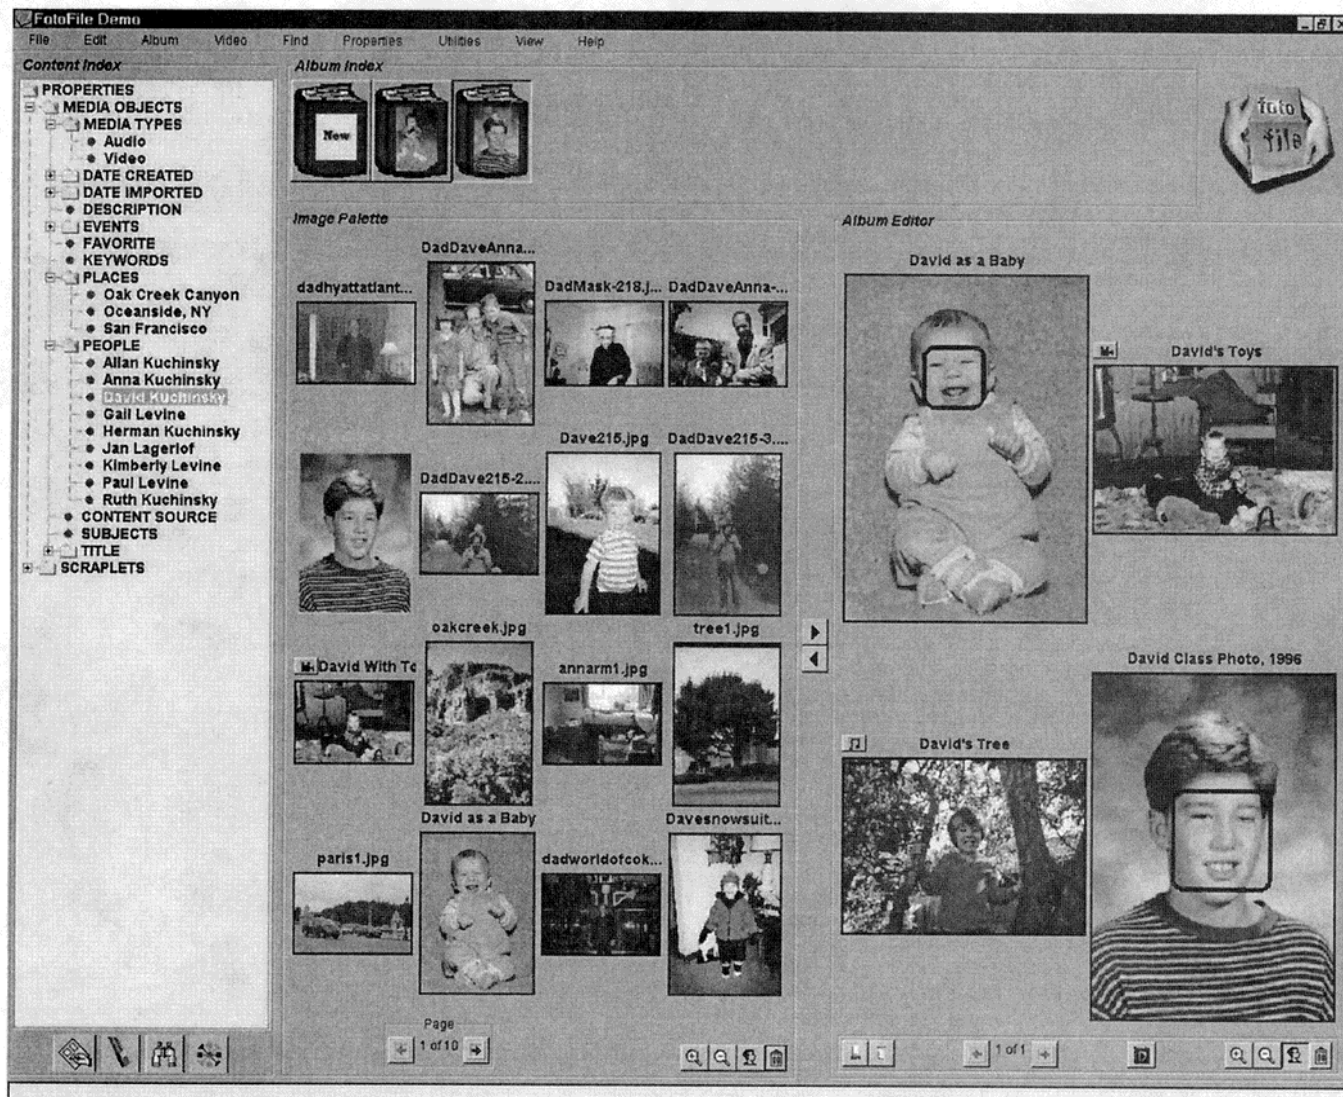 FotoFile Demo
File Edit Album Video Find Properties Utilities View Help
Content Index
PROPERTIES
MEDIA OBJECTS
MEDIA TYPES
Audio
Video
DATE CREATED
DATE IMPORTED
DESCRIPTION
EVENTS
FAVORITE
KEYWORDS
PLACES
Oak Creek Canyon
Oceanside, NY
San Francisco
PEOPLE
Allan Kuchinsky
Anna Kuchinsky
David Kuchinsky
Gail Levine
Herman Kuchinsky
Jan Lagerlof
Kimberly Levine
Paul Levine
Ruth Kuchinsky
CONTENT SOURCE
SUBJECTS
TITLE
SCRAPLETS
Album Index
New
foto
file
Image Palette
dadhyattatlant...
DadDaveAnna...
DadMask-218.j...
DadDaveAnna-...
DadDave215-2....
Dave215.jpg
DadDave215-3....
David With To
oakcreek.jpg
annarm1.jpg
tree1.jpg
paris1.jpg
David as a Baby
dadworldofcok...
Davesnowsuit...
Page
1 of 10
Album Editor
David as a Baby
David's Toys
David's Tree
David Class Photo, 1996
1 of 1